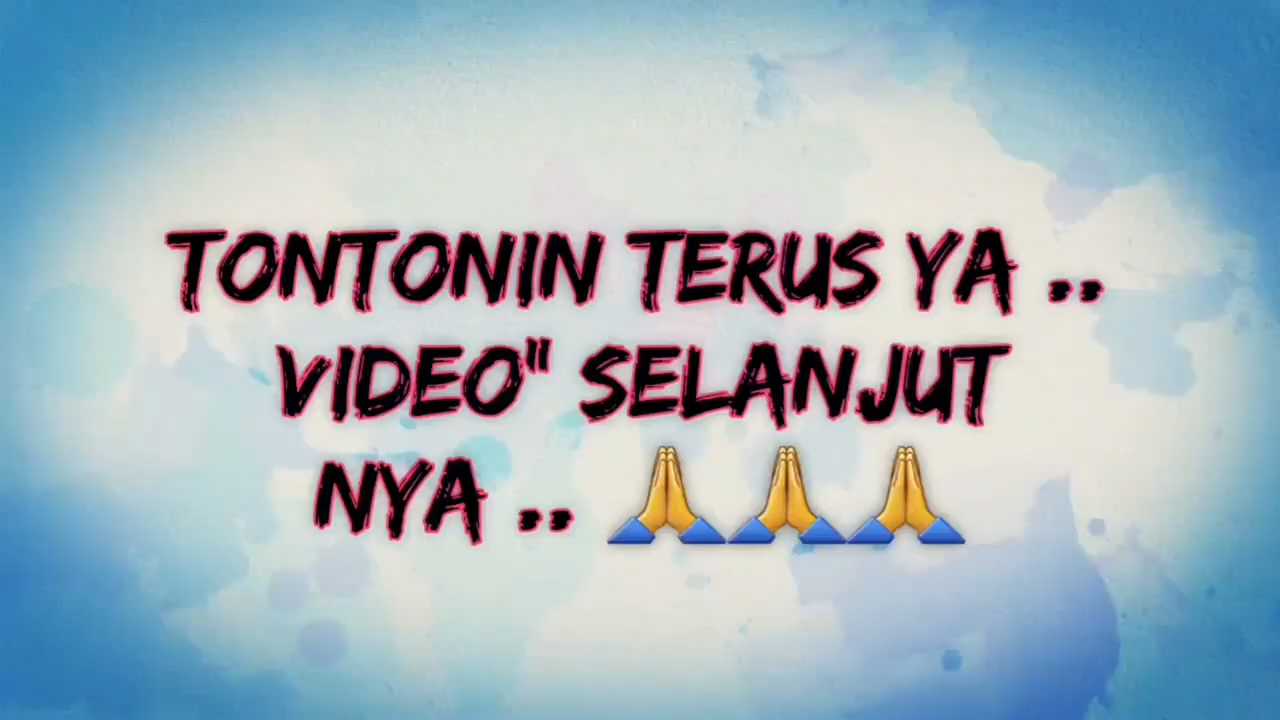 TONTONIN TERUS YA ..
VIDEO" SELANJUT
NYA .. 🙏🙏🙏